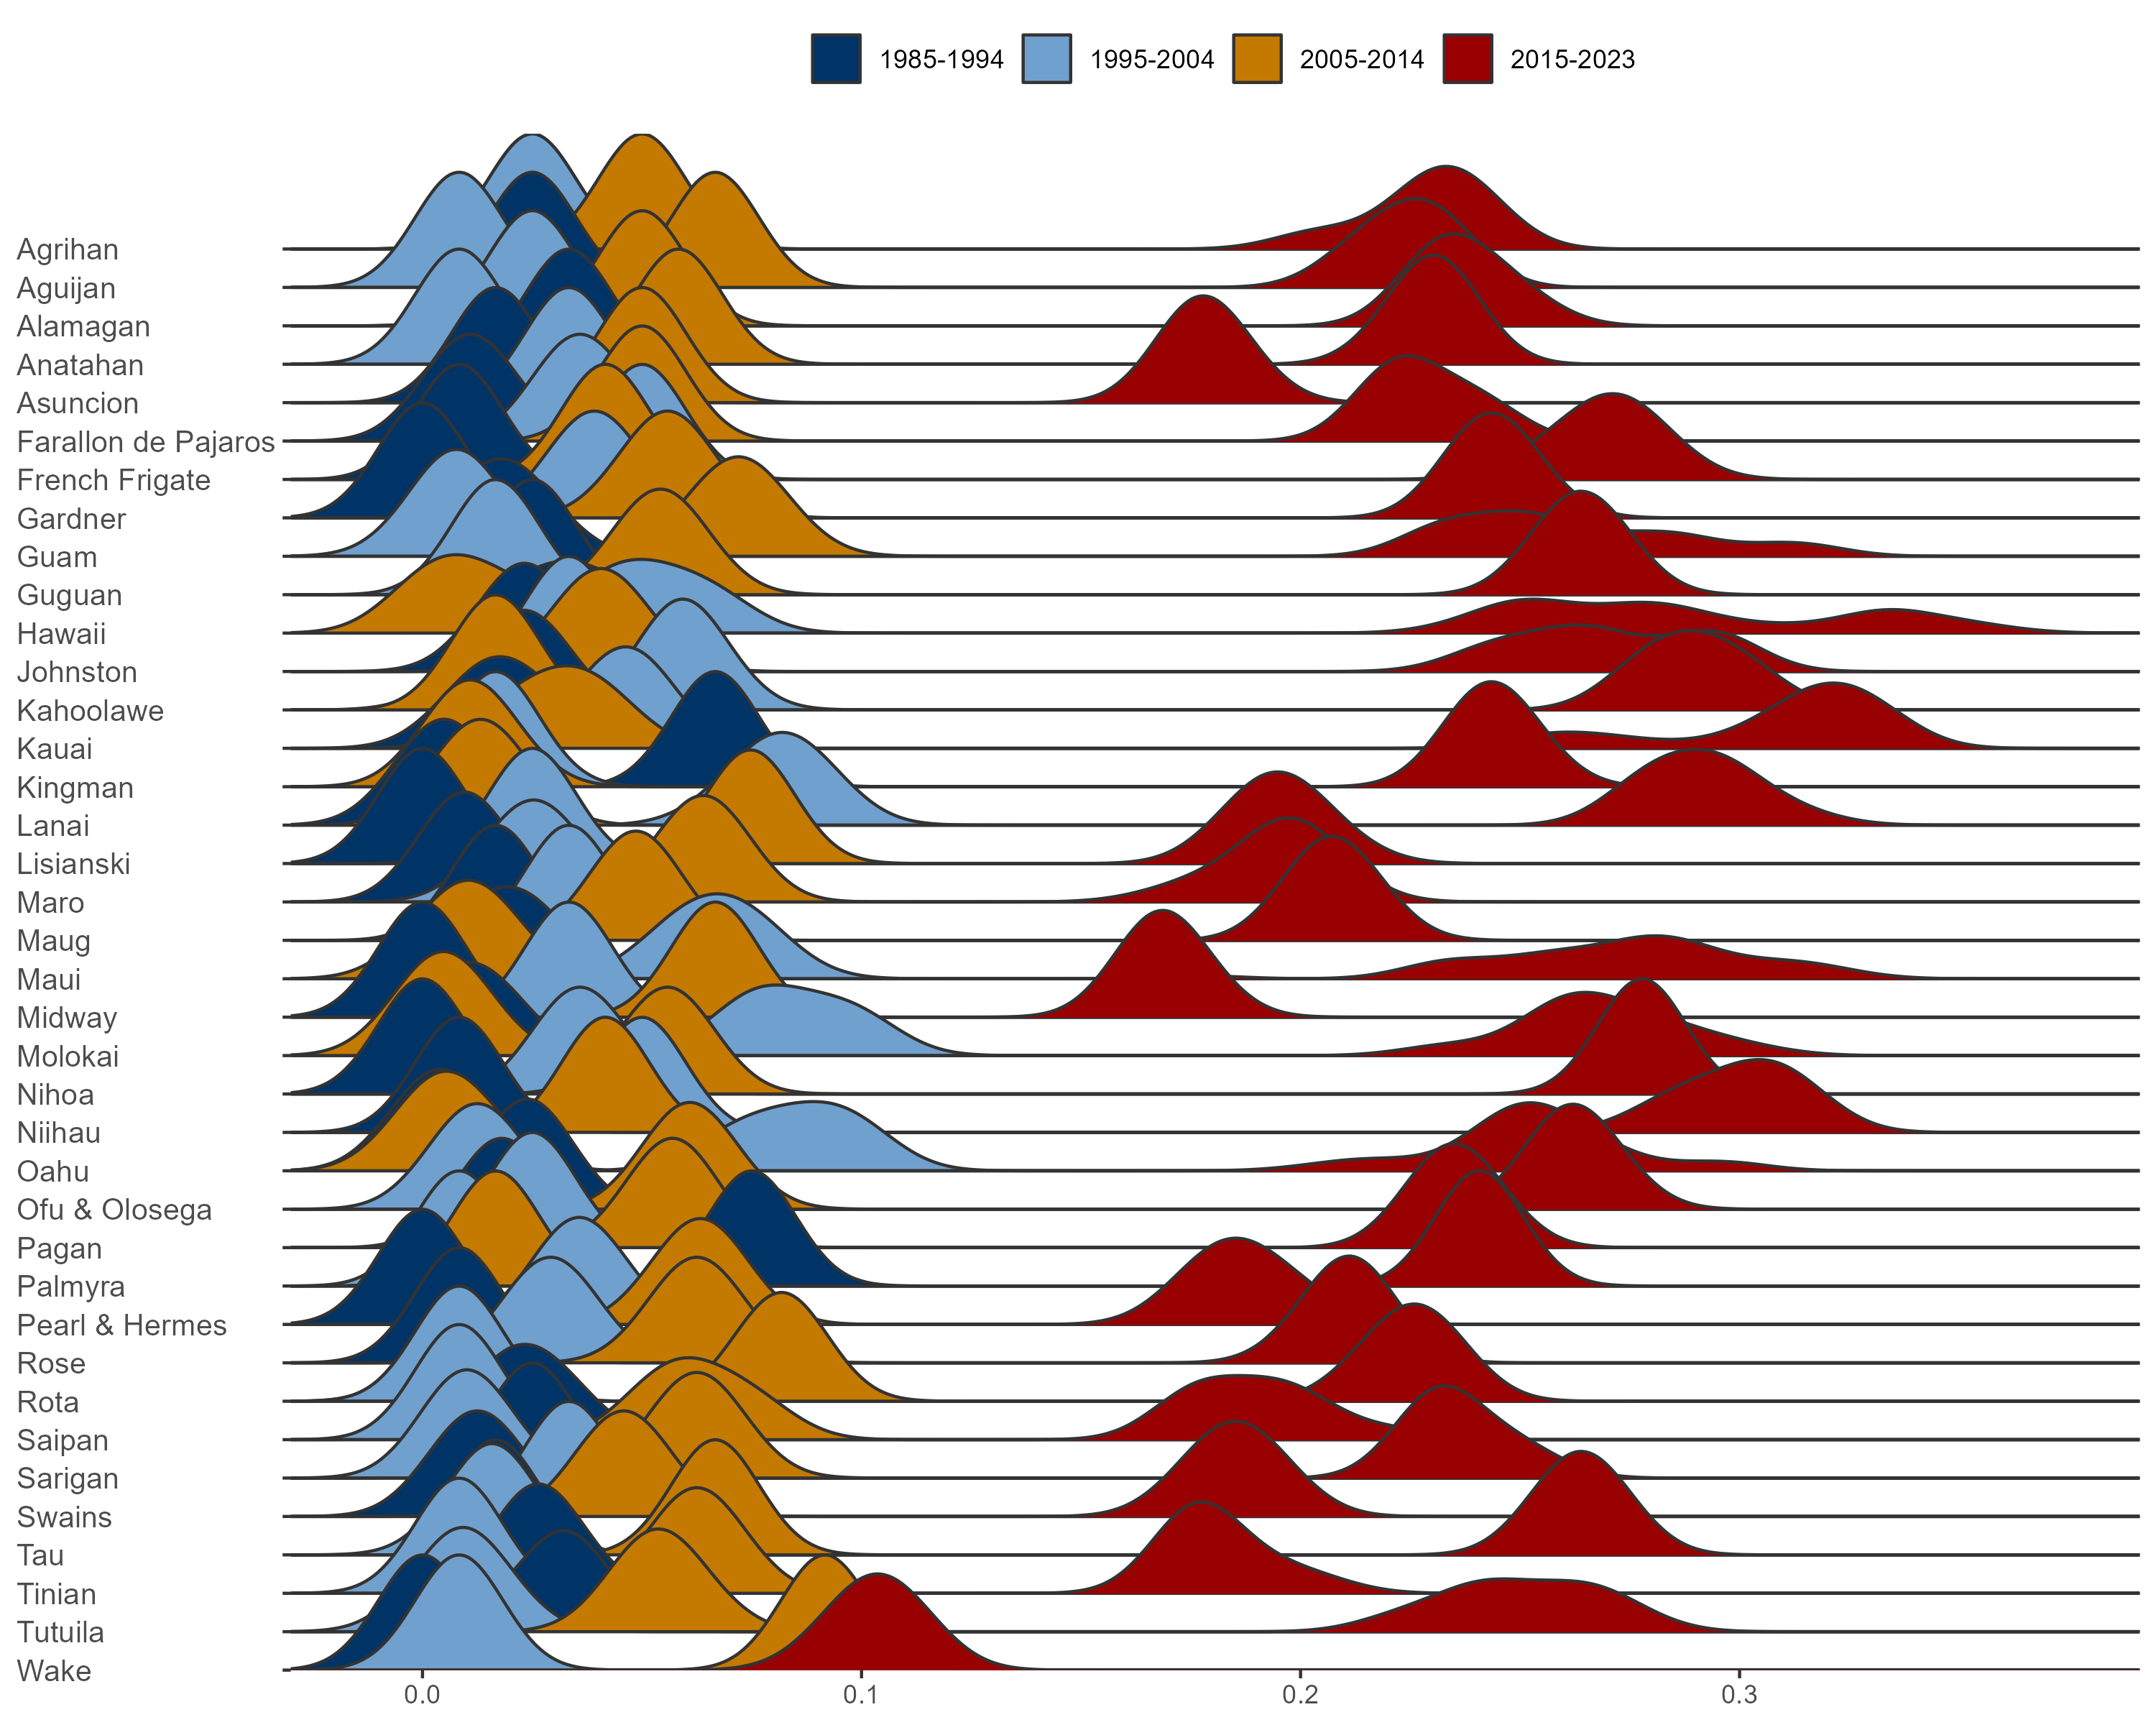 1985-1994 1995-2004 2005-2014 2015-2023
Agrihan
Aguijan
Alamagan
Anatahan
Asuncion
Farallon de Pajaros
French Frigate
Gardner
Guam
Guguan
Hawaii
Johnston
Kahoolawe
Kauai
Kingman
Lanai
Lisianski
Maro
Maug
Maui
Midway
Molokai
Nihoa
Niihau
Oahu
Ofu & Olosega
Pagan
Palmyra
Pearl & Hermes
Rose
Rota
Saipan
Sarigan
Swains
Tau
Tinian
Tutuila
Wake
0.0 0.1 0.2 0.3